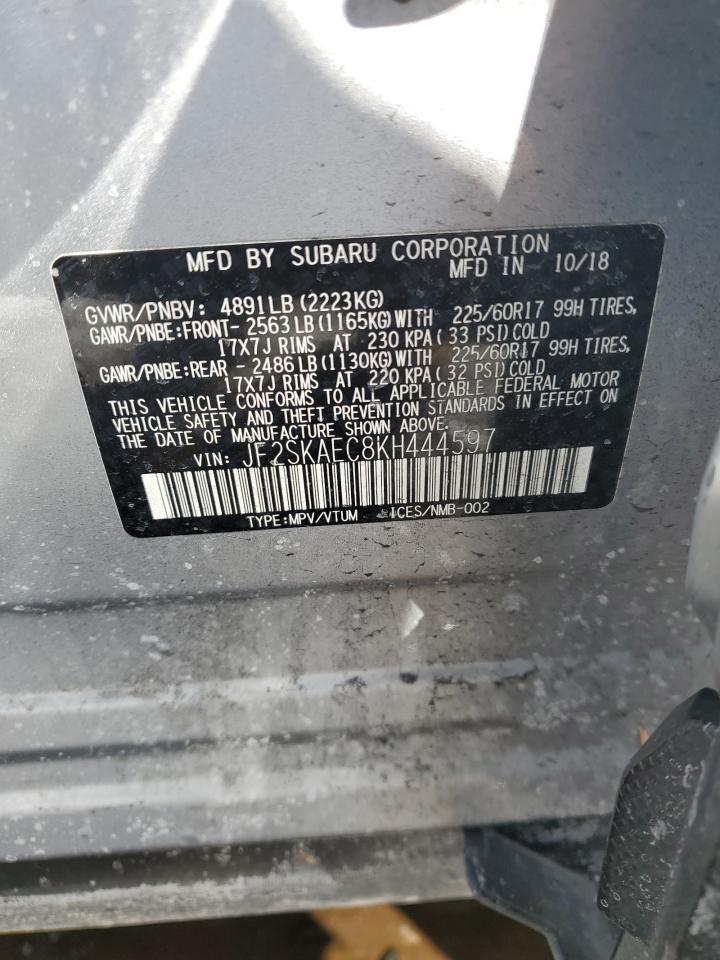 MFD BY SUBARU CORPORATION
MFD IN 10/18
GVWR/PNBV: 4891LB(2223KG)
GAWR/PNBE:FRONT- 2563LB(1165KG)WITH 225/60R17 99H TIRES,
17X7J RIMS AT 230 KPA(33 PSI)COLD
GAWR/PNBE:REAR - 2486LB(1130KG)WITH 225/60R17 99H TIRES,
17X7J RIMS AT 220 KPA(32 PSI)COLD
THIS VEHICLE CONFORMS TO ALL APPLICABLE FEDERAL MOTOR
VEHICLE SAFETY AND THEFT PREVENTION STANDARDS IN EFFECT ON
THE DATE OF MANUFACTURE SHOWN ABOVE.
VIN: JF2SKAEC8KH444597
TYPE:MPV/VTUM ICES/NMB-002